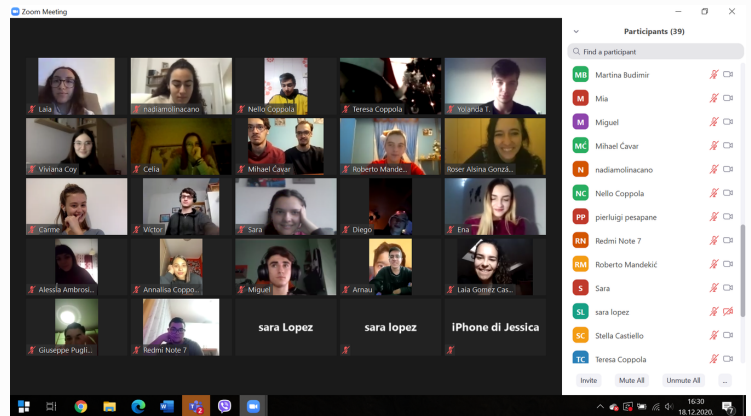 Zoom Meeting
Participants (39)
Find a participant
Laia
nadiamolinacano
Nello Coppola
Teresa Coppola
Yolanda T.
Viviana Coy
Celia
Mihael Ćavar
Roberto Mande...
Roser Alsina Gonzá...
Carme
Víctor
Sara
Diego
Ena
Alessia Ambrosi...
Annalisa Coppo...
Miguel
Arnau
Laia Gomez Cas...
Giuseppe Pugli...
Redmi Note 7
sara Lopez
sara lopez
iPhone di Jessica
MB Martina Budimir
M Mia
M Miguel
MĆ Mihael Ćavar
N nadiamolinacano
NC Nello Coppola
PP pierluigi pesapane
RN Redmi Note 7
RM Roberto Mandekić
S Sara
SL sara lopez
SC Stella Castiello
TC Teresa Coppola
Invite Mute All Unmute All ...
16:30
18.12.2020.